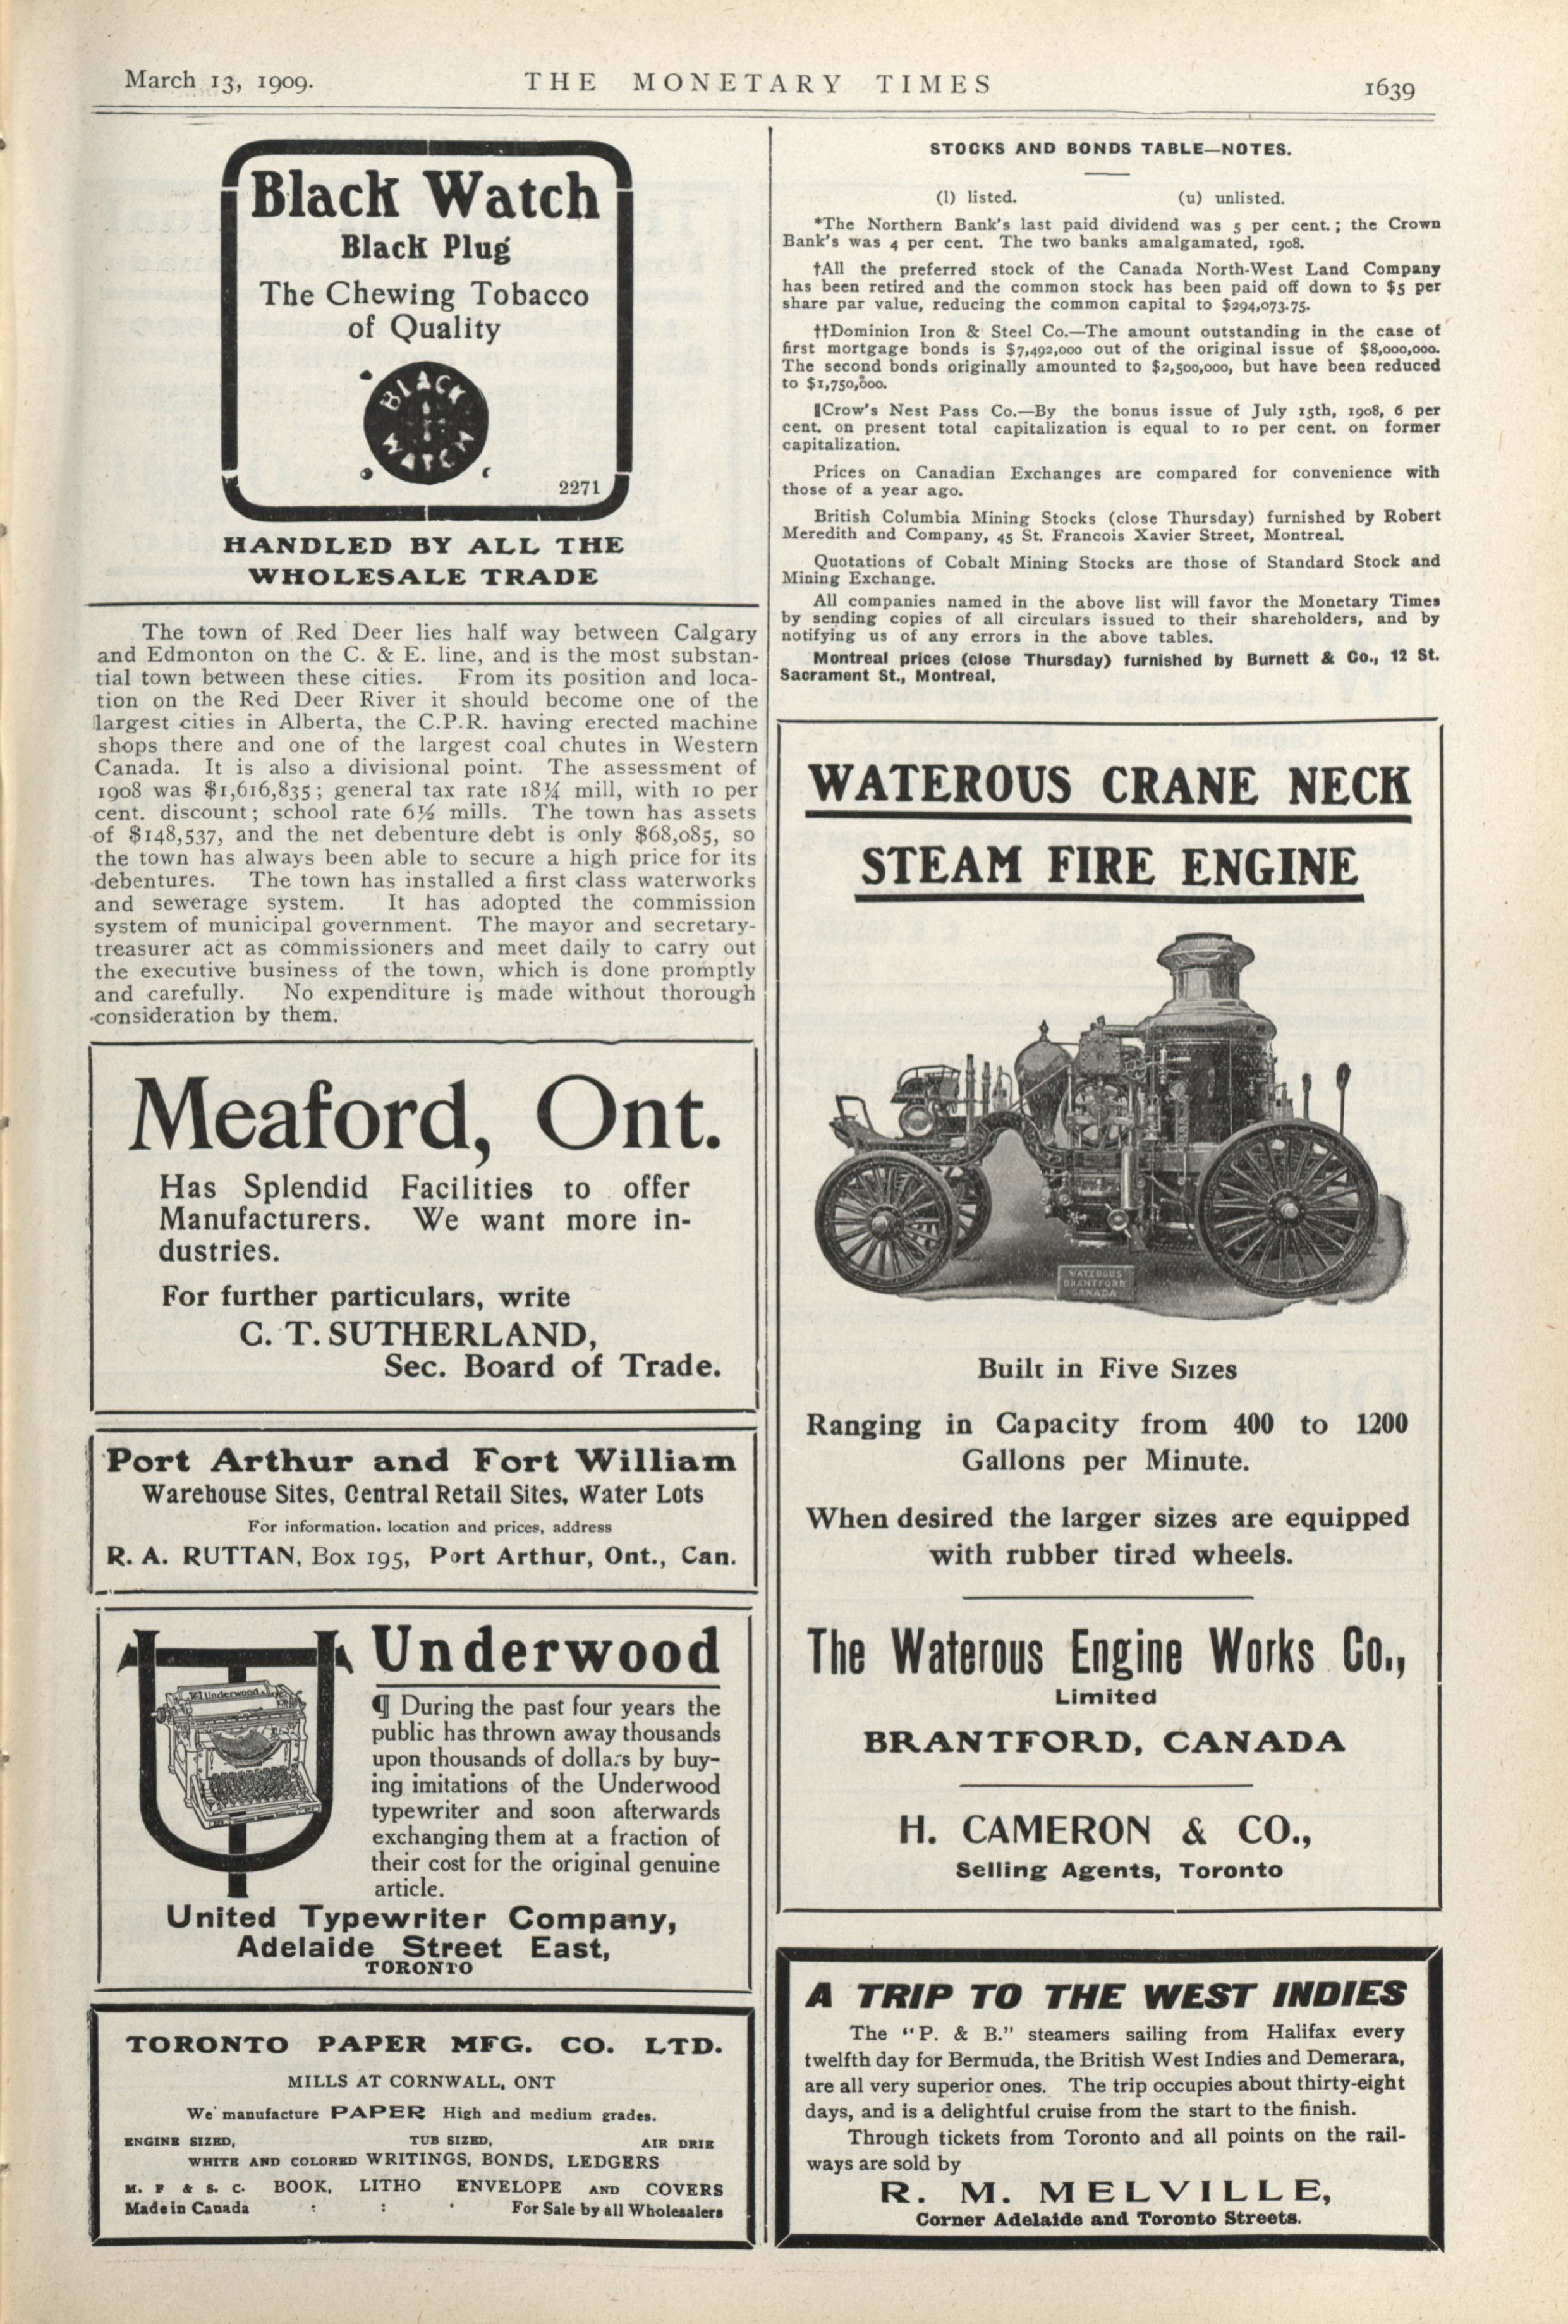 March 13, 1909.
THE MONETARY TIMES
1639
Black Watch
Black Plug
The Chewing Tobacco
of Quality
BLACK
WATCH
2271
HANDLED BY ALL THE
WHOLESALE TRADE
The town of Red Deer lies half way between Calgary
and Edmonton on the C. & E. line, and is the most substan-
tial town between these cities. From its position and loca-
tion on the Red Deer River it should become one of the
largest cities in Alberta, the C.P.R. having erected machine
shops there and one of the largest coal chutes in Western
Canada. It is also a divisional point. The assessment of
1908 was $1,616,835; general tax rate 18¼ mill, with 10 per
cent. discount; school rate 6½ mills. The town has assets
of $148,537, and the net debenture debt is only $68,085, so
the town has always been able to secure a high price for its
debentures. The town has installed a first class waterworks
and sewerage system. It has adopted the commission
system of municipal government. The mayor and secretary-
treasurer act as commissioners and meet daily to carry out
the executive business of the town, which is done promptly
and carefully. No expenditure is made without thorough
consideration by them.
Meaford, Ont.
Has Splendid Facilities to offer
Manufacturers. We want more in-
dustries.
For further particulars, write
C. T. SUTHERLAND,
Sec. Board of Trade.
Port Arthur and Fort William
Warehouse Sites, Central Retail Sites, Water Lots
For information, location and prices, address
R. A. RUTTAN, Box 195, Port Arthur, Ont., Can.
Underwood
Underwood
¶ During the past four years the
public has thrown away thousands
upon thousands of dollars by buy-
ing imitations of the Underwood
typewriter and soon afterwards
exchanging them at a fraction of
their cost for the original genuine
article.
United Typewriter Company,
Adelaide Street East,
TORONTO
TORONTO PAPER MFG. CO. LTD.
MILLS AT CORNWALL, ONT
We manufacture PAPER High and medium grades.
ENGINE SIZED, TUB SIZED, AIR DRIE
WHITE AND COLORED WRITINGS, BONDS, LEDGERS
M. F & S. C. BOOK, LITHO ENVELOPE AND COVERS
Made in Canada : : For Sale by all Wholesalers
STOCKS AND BONDS TABLE—NOTES.
(l) listed. (u) unlisted.
*The Northern Bank's last paid dividend was 5 per cent.; the Crown
Bank's was 4 per cent. The two banks amalgamated, 1908.
†All the preferred stock of the Canada North-West Land Company
has been retired and the common stock has been paid off down to $5 per
share par value, reducing the common capital to $294,073.75.
††Dominion Iron & Steel Co.—The amount outstanding in the case of
first mortgage bonds is $7,492,000 out of the original issue of $8,000,000.
The second bonds originally amounted to $2,500,000, but have been reduced
to $1,750,000.
‖Crow's Nest Pass Co.—By the bonus issue of July 15th, 1908, 6 per
cent. on present total capitalization is equal to 10 per cent. on former
capitalization.
Prices on Canadian Exchanges are compared for convenience with
those of a year ago.
British Columbia Mining Stocks (close Thursday) furnished by Robert
Meredith and Company, 45 St. Francois Xavier Street, Montreal.
Quotations of Cobalt Mining Stocks are those of Standard Stock and
Mining Exchange.
All companies named in the above list will favor the Monetary Times
by sending copies of all circulars issued to their shareholders, and by
notifying us of any errors in the above tables.
Montreal prices (close Thursday) furnished by Burnett & Co., 12 St.
Sacrament St., Montreal.
WATEROUS CRANE NECK
STEAM FIRE ENGINE
WATEROUS
BRANTFORD
CANADA
Built in Five Sizes
Ranging in Capacity from 400 to 1200
Gallons per Minute.
When desired the larger sizes are equipped
with rubber tired wheels.
The Waterous Engine Works Co.,
Limited
BRANTFORD, CANADA
H. CAMERON & CO.,
Selling Agents, Toronto
A TRIP TO THE WEST INDIES
The "P. & B." steamers sailing from Halifax every
twelfth day for Bermuda, the British West Indies and Demerara,
are all very superior ones. The trip occupies about thirty-eight
days, and is a delightful cruise from the start to the finish.
Through tickets from Toronto and all points on the rail-
ways are sold by
R. M. MELVILLE,
Corner Adelaide and Toronto Streets.